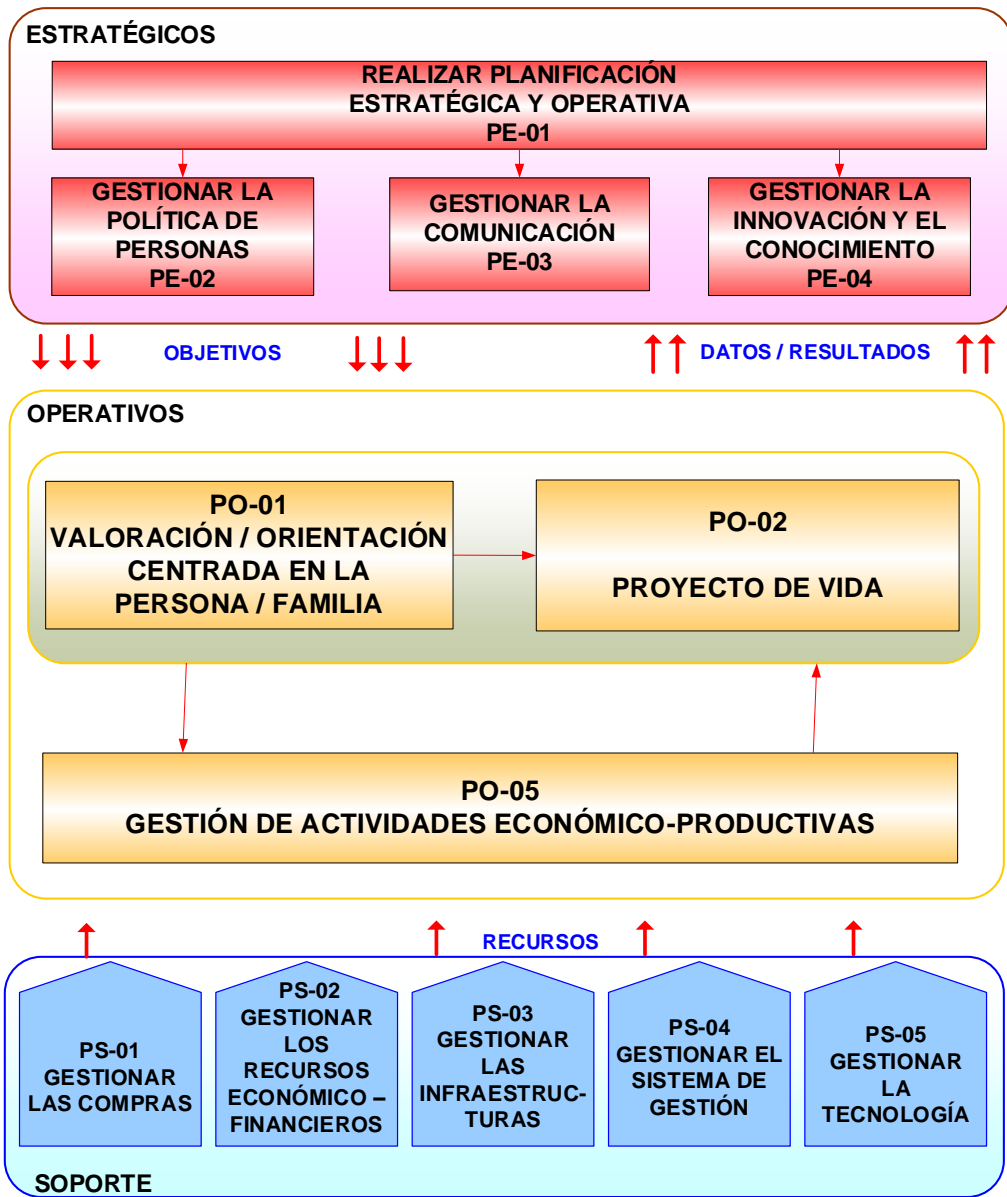 ESTRATÉGICOS
REALIZAR PLANIFICACIÓN
ESTRATÉGICA Y OPERATIVA
PE-01
GESTIONAR LA
POLÍTICA DE
PERSONAS
PE-02
GESTIONAR LA
COMUNICACIÓN
PE-03
GESTIONAR LA
INNOVACIÓN Y EL
CONOCIMIENTO
PE-04
OBJETIVOS
DATOS / RESULTADOS
OPERATIVOS
PO-01
VALORACIÓN / ORIENTACIÓN
CENTRADA EN LA
PERSONA / FAMILIA
PO-02
PROYECTO DE VIDA
PO-05
GESTIÓN DE ACTIVIDADES ECONÓMICO-PRODUCTIVAS
RECURSOS
PS-01
GESTIONAR
LAS COMPRAS
PS-02
GESTIONAR
LOS
RECURSOS
ECONÓMICO –
FINANCIEROS
PS-03
GESTIONAR
LAS
INFRAESTRUC-
TURAS
PS-04
GESTIONAR EL
SISTEMA DE
GESTIÓN
PS-05
GESTIONAR
LA
TECNOLOGÍA
SOPORTE